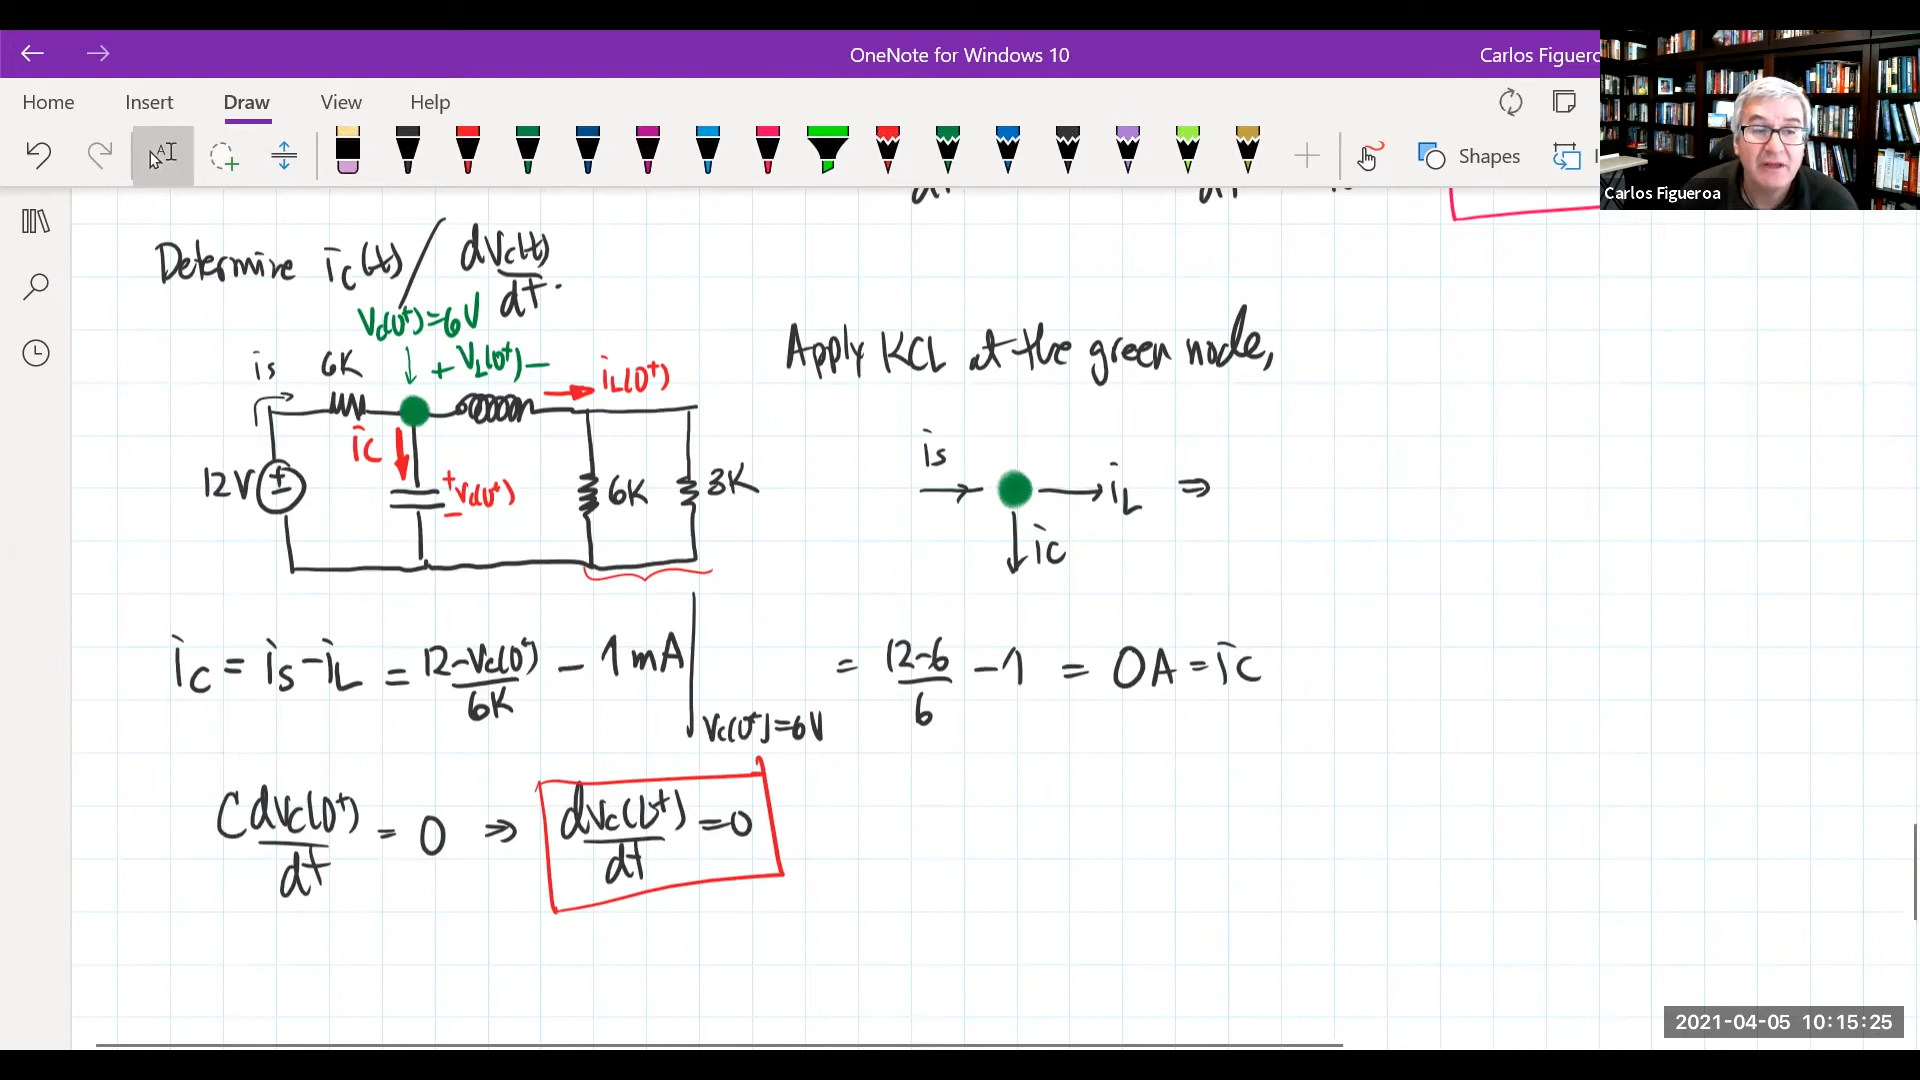 OneNote for Windows 10
Carlos Figuero
Home Insert Draw View Help
Shapes
Carlos Figueroa
Determine ic(t) / dVc(t)/dt.
Vc(0+)=6V
is 6K + VL(0+) − iL(0+)
ic
12V + Vc(0+) − 6K 3K
Apply KCL at the green node,
is
iL ⇒
ic
ic = is − iL = (12−Vc(0+))/6K − 1mA | Vc(0+)=6V = (12−6)/6 − 1 = 0A = ic
C dVc(0+)/dt = 0 ⇒ dVc(0+)/dt = 0
2021-04-05 10:15:25